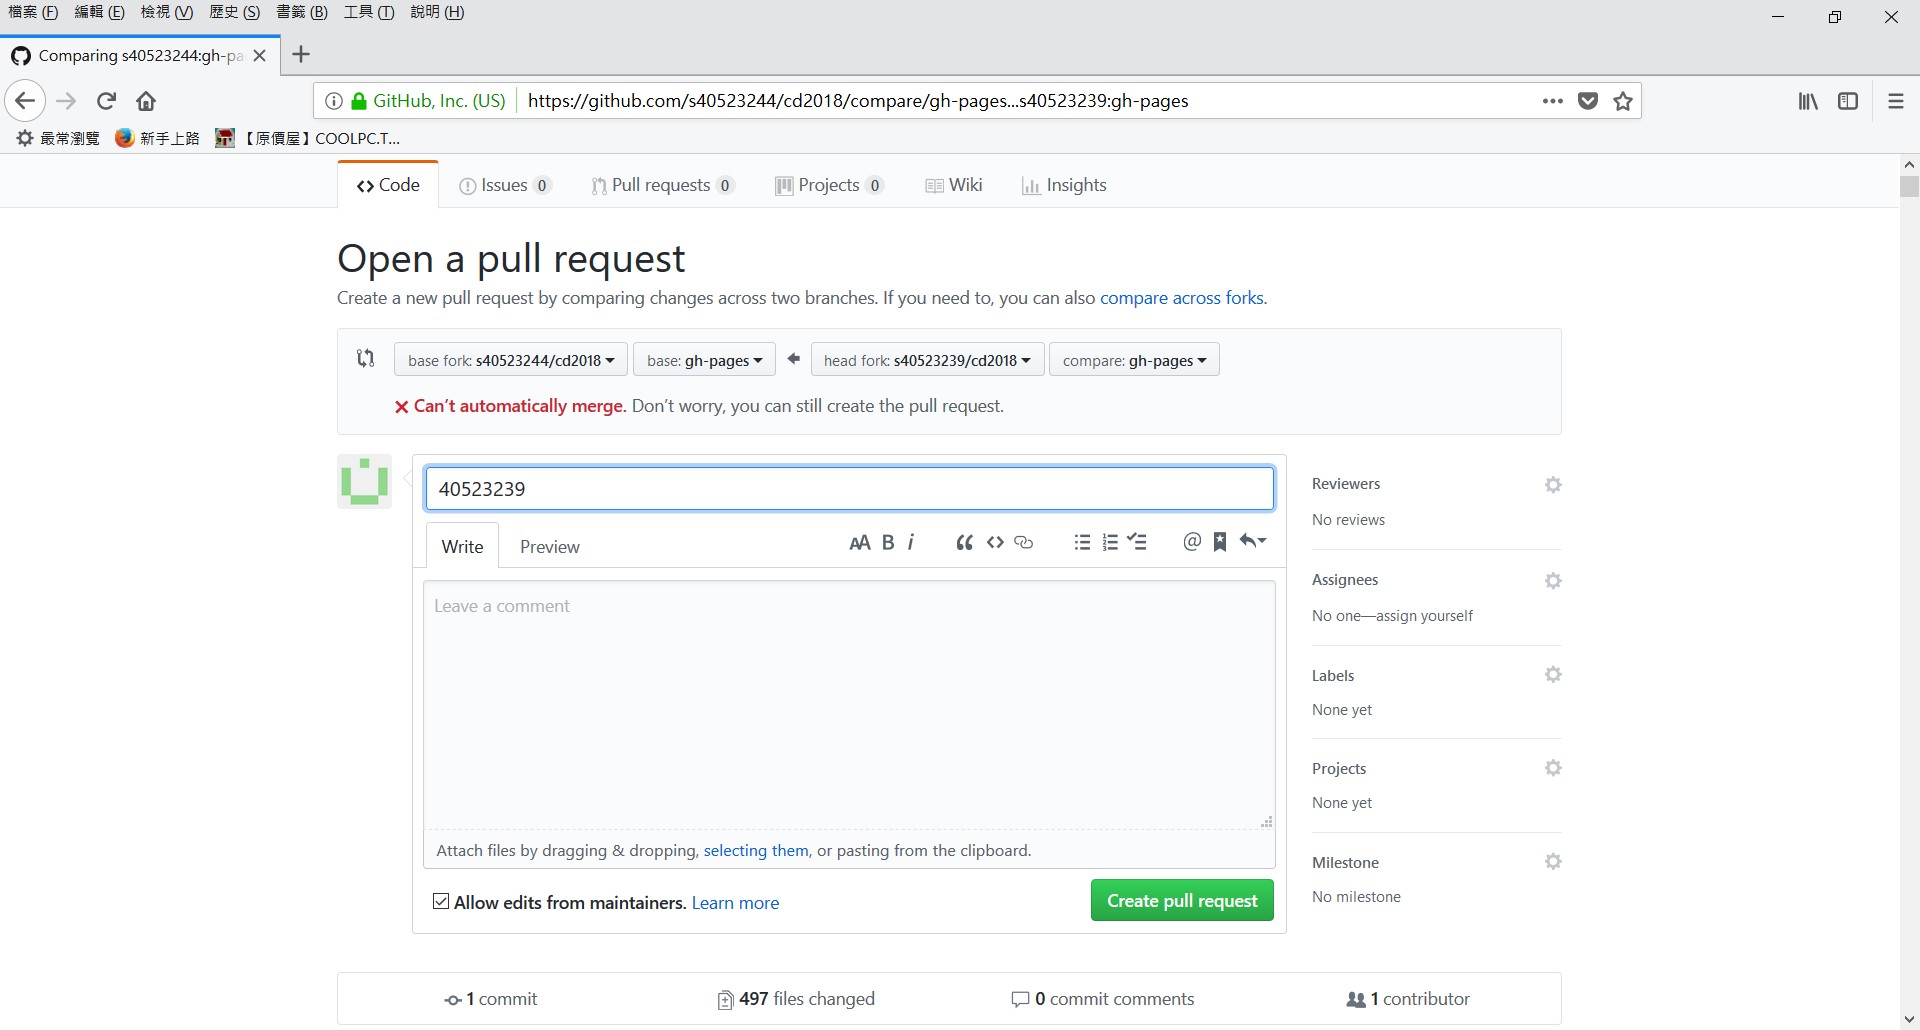 檔案 (F) 編輯 (E) 檢視 (V) 歷史 (S) 書籤 (B) 工具 (T) 說明 (H)
Comparing s40523244:gh-pa
GitHub, Inc. (US) https://github.com/s40523244/cd2018/compare/gh-pages...s40523239:gh-pages
最常瀏覽 新手上路 【原價屋】COOLPC.T...
Code Issues 0 Pull requests 0 Projects 0 Wiki Insights
Open a pull request
Create a new pull request by comparing changes across two branches. If you need to, you can also compare across forks.
base fork: s40523244/cd2018 base: gh-pages head fork: s40523239/cd2018 compare: gh-pages
Can’t automatically merge. Don’t worry, you can still create the pull request.
40523239
Write Preview AA B i
Leave a comment
Attach files by dragging & dropping, selecting them, or pasting from the clipboard.
Allow edits from maintainers. Learn more
Create pull request
Reviewers
No reviews
Assignees
No one—assign yourself
Labels
None yet
Projects
None yet
Milestone
No milestone
1 commit 497 files changed 0 commit comments 1 contributor